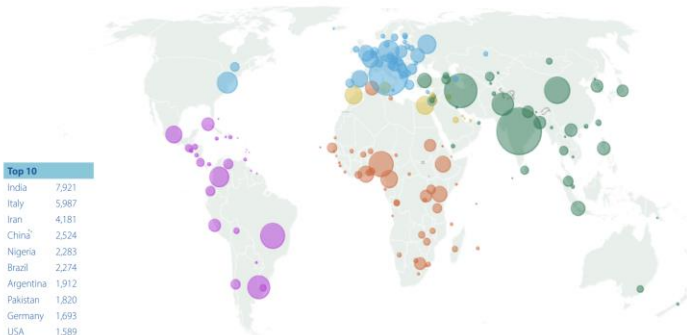 Top 10
India 7,921
Italy 5,987
Iran 4,181
China 2,524
Nigeria 2,283
Brazil 2,274
Argentina 1,912
Pakistan 1,820
Germany 1,693
USA 1,589